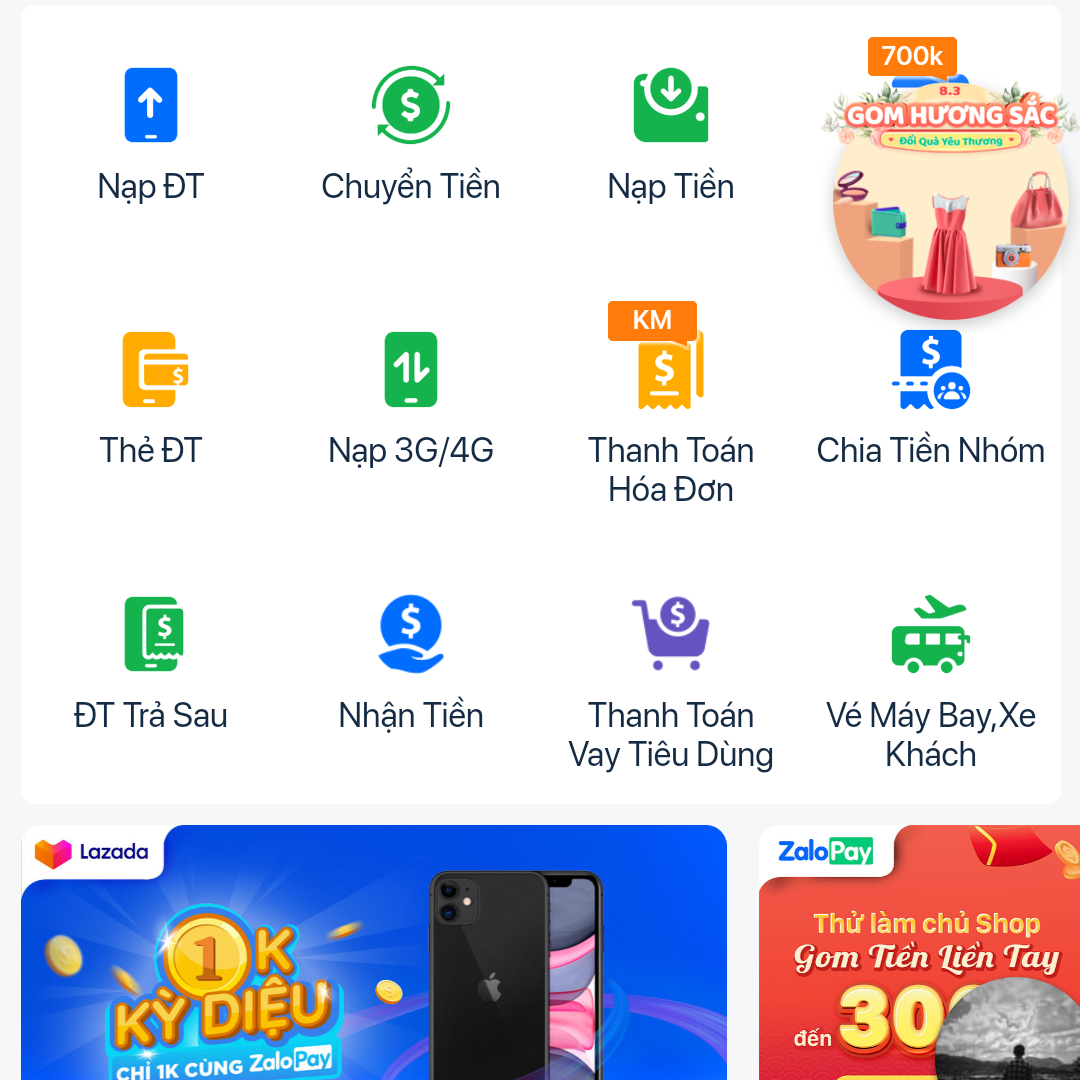 700k
8.3
GOM HƯƠNG SẮC
Đổi Quà Yêu Thương
Nạp ĐT
Chuyển Tiền
Nạp Tiền
KM
Thẻ ĐT
Nạp 3G/4G
Thanh Toán
Hóa Đơn
Chia Tiền Nhóm
ĐT Trả Sau
Nhận Tiền
Thanh Toán
Vay Tiêu Dùng
Vé Máy Bay,Xe
Khách
Lazada
1K
KỲ DIỆU
CHỈ 1K CÙNG ZaloPay
ZaloPay
Thử làm chủ Shop
Gom Tiền Liền Tay
đến